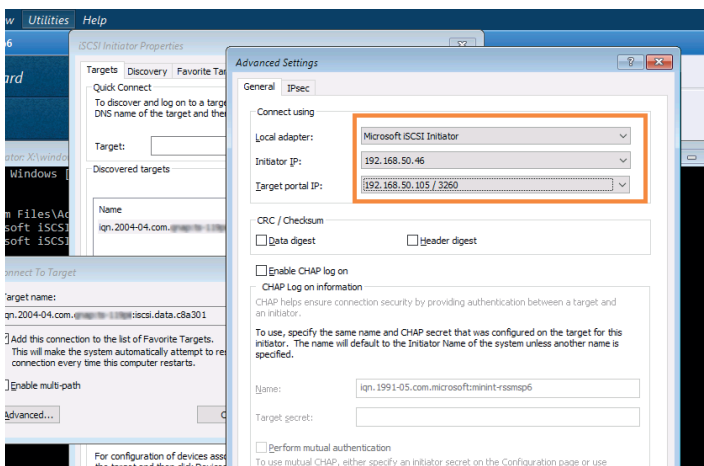 w Utilities Help
iSCSI Initiator Properties
Targets Discovery Favorite Tar
Quick Connect
To discover and log on to a targe
DNS name of the target and the
Target:
Discovered targets
Name
iqn.2004-04.com.
ard
ator: X:\windo
Windows [
m Files\Ac
soft iSCSI
soft iSCSI
onnect To Target
Target name:
qn.2004-04.com. :iscsi.data.c8a301
Add this connection to the list of Favorite Targets.
This will make the system automatically attempt to re
connection every time this computer restarts.
Enable multi-path
Advanced...
For configuration of devices asso
Advanced Settings
General IPsec
Connect using
Local adapter: Microsoft iSCSI Initiator
Initiator IP: 192.168.50.46
Target portal IP: 192.168.50.105 / 3260
CRC / Checksum
Data digest Header digest
Enable CHAP log on
CHAP Log on information
CHAP helps ensure connection security by providing authentication between a target and
an initiator.
To use, specify the same name and CHAP secret that was configured on the target for this
initiator. The name will default to the Initiator Name of the system unless another name is
specified.
Name: iqn.1991-05.com.microsoft:minint-rssmsp6
Target secret:
Perform mutual authentication
To use mutual CHAP, either specify an initiator secret on the Configuration page or use